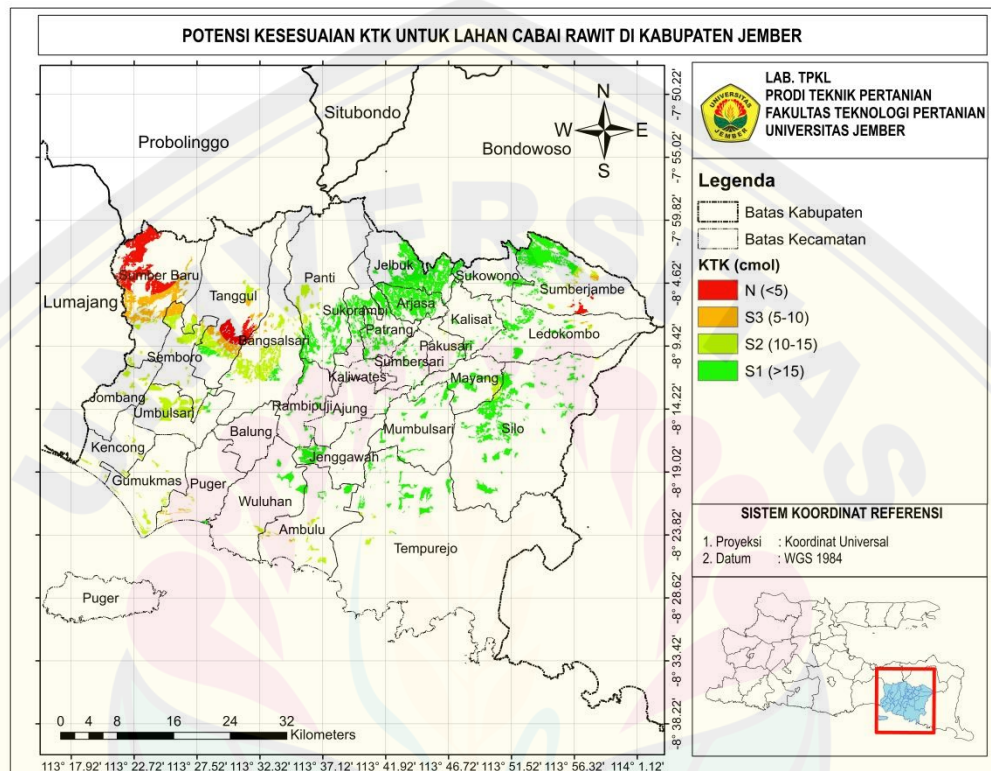 POTENSI KESESUAIAN KTK UNTUK LAHAN CABAI RAWIT DI KABUPATEN JEMBER
LAB. TPKL
PRODI TEKNIK PERTANIAN
FAKULTAS TEKNOLOGI PERTANIAN
UNIVERSITAS JEMBER
UNIVERSITAS
JEMBER
Legenda
Batas Kabupaten
Batas Kecamatan
KTK (cmol)
N (<5)
S3 (5-10)
S2 (10-15)
S1 (>15)
SISTEM KOORDINAT REFERENSI
1. Proyeksi : Koordinat Universal
2. Datum : WGS 1984
N
W E
S
Situbondo
Probolinggo
Bondowoso
Lumajang
Sumber Baru
Tanggul
Panti
Jelbuk
Sukowono
Sumberjambe
Sukorambi
Arjasa
Bangsalsari
Patrang
Kalisat
Ledokombo
Semboro
Pakusari
Sumbersari
Kaliwates
Mayang
Jombang
Umbulsari
Rambipuji
Ajung
Balung
Mumbulsari
Silo
Kencong
Jenggawah
Gumukmas
Puger
Wuluhan
Ambulu
Tempurejo
Puger
0 4 8 16 24 32
Kilometers
-7° 50.22'
-7° 55.02'
-7° 59.82'
-8° 4.62'
-8° 9.42'
-8° 14.22'
-8° 19.02'
-8° 23.82'
-8° 28.62'
-8° 33.42'
-8° 38.22'
113° 17.92' 113° 22.72' 113° 27.52' 113° 32.32' 113° 37.12' 113° 41.92' 113° 46.72' 113° 51.52' 113° 56.32' 114° 1.12'
UNIVERSITAS